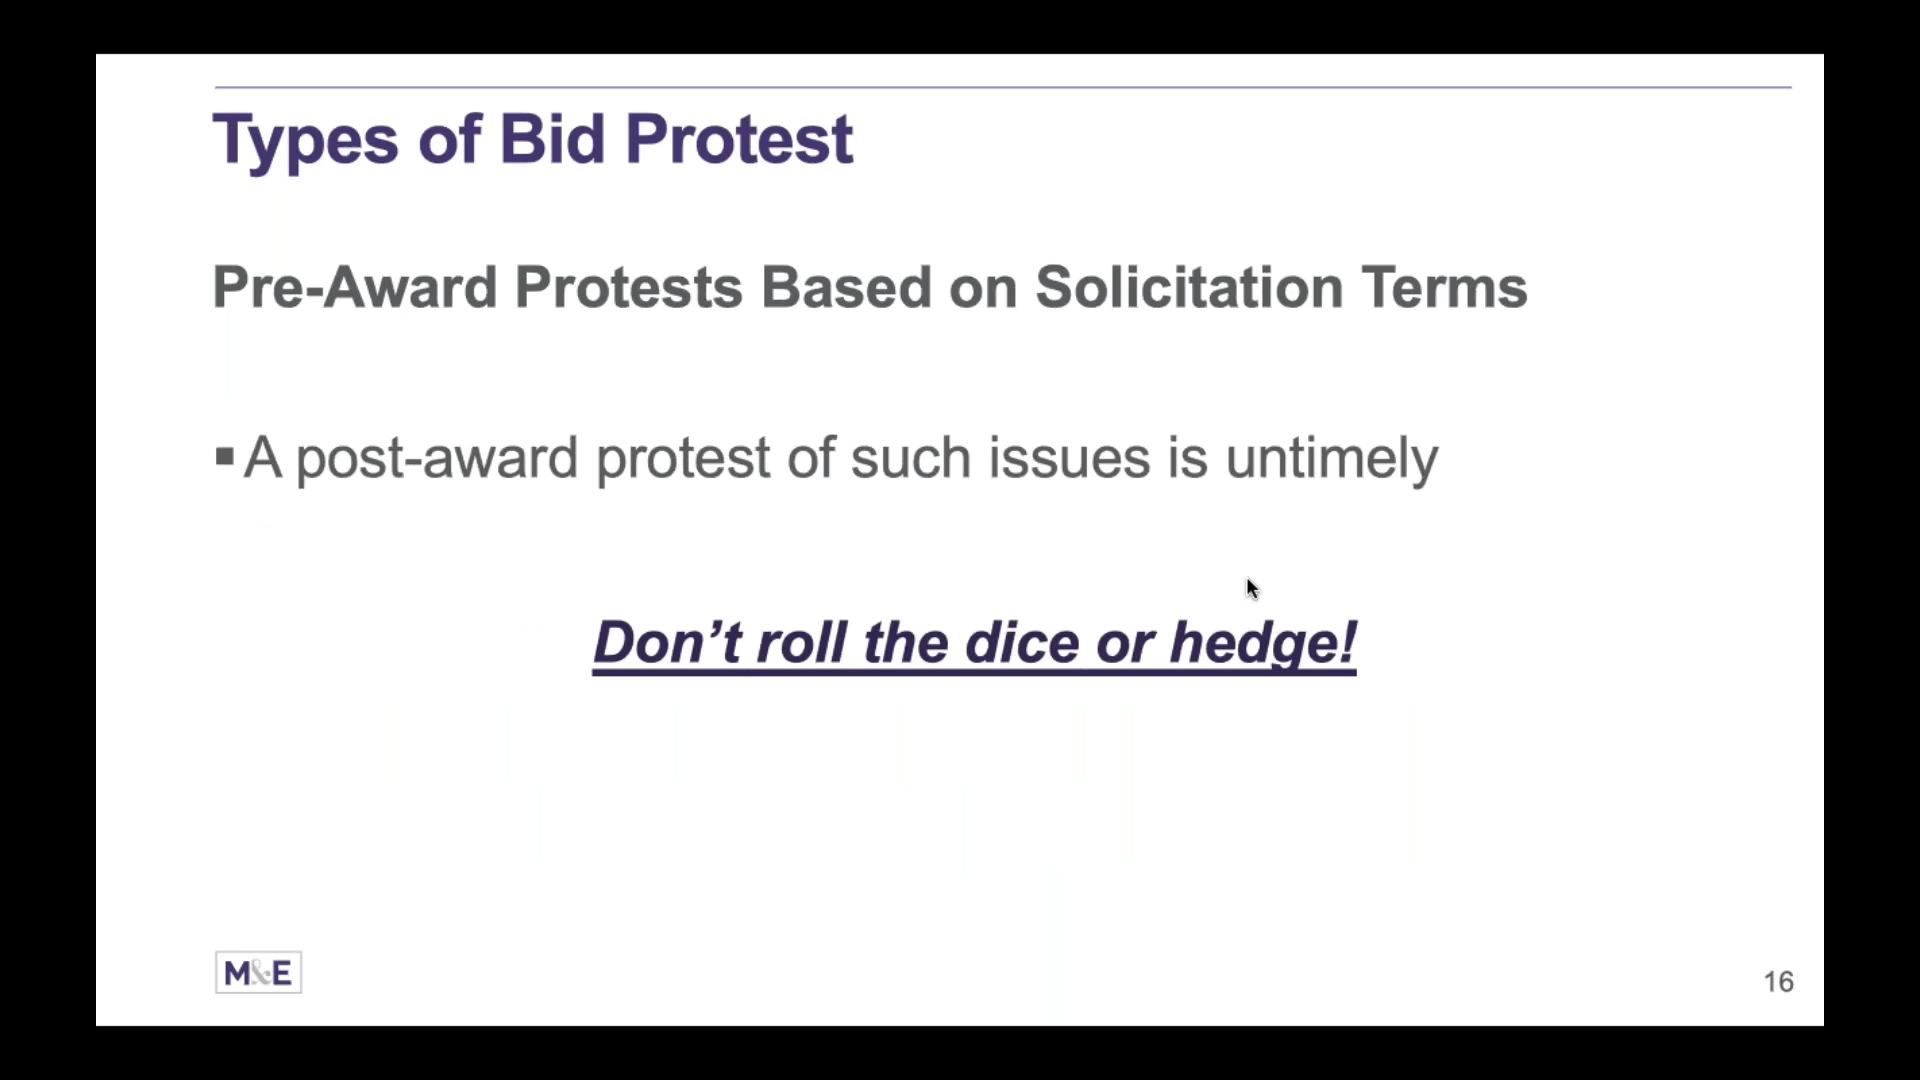 Types of Bid Protest
Pre-Award Protests Based on Solicitation Terms
▪ A post-award protest of such issues is untimely
Don’t roll the dice or hedge!
M&E
16